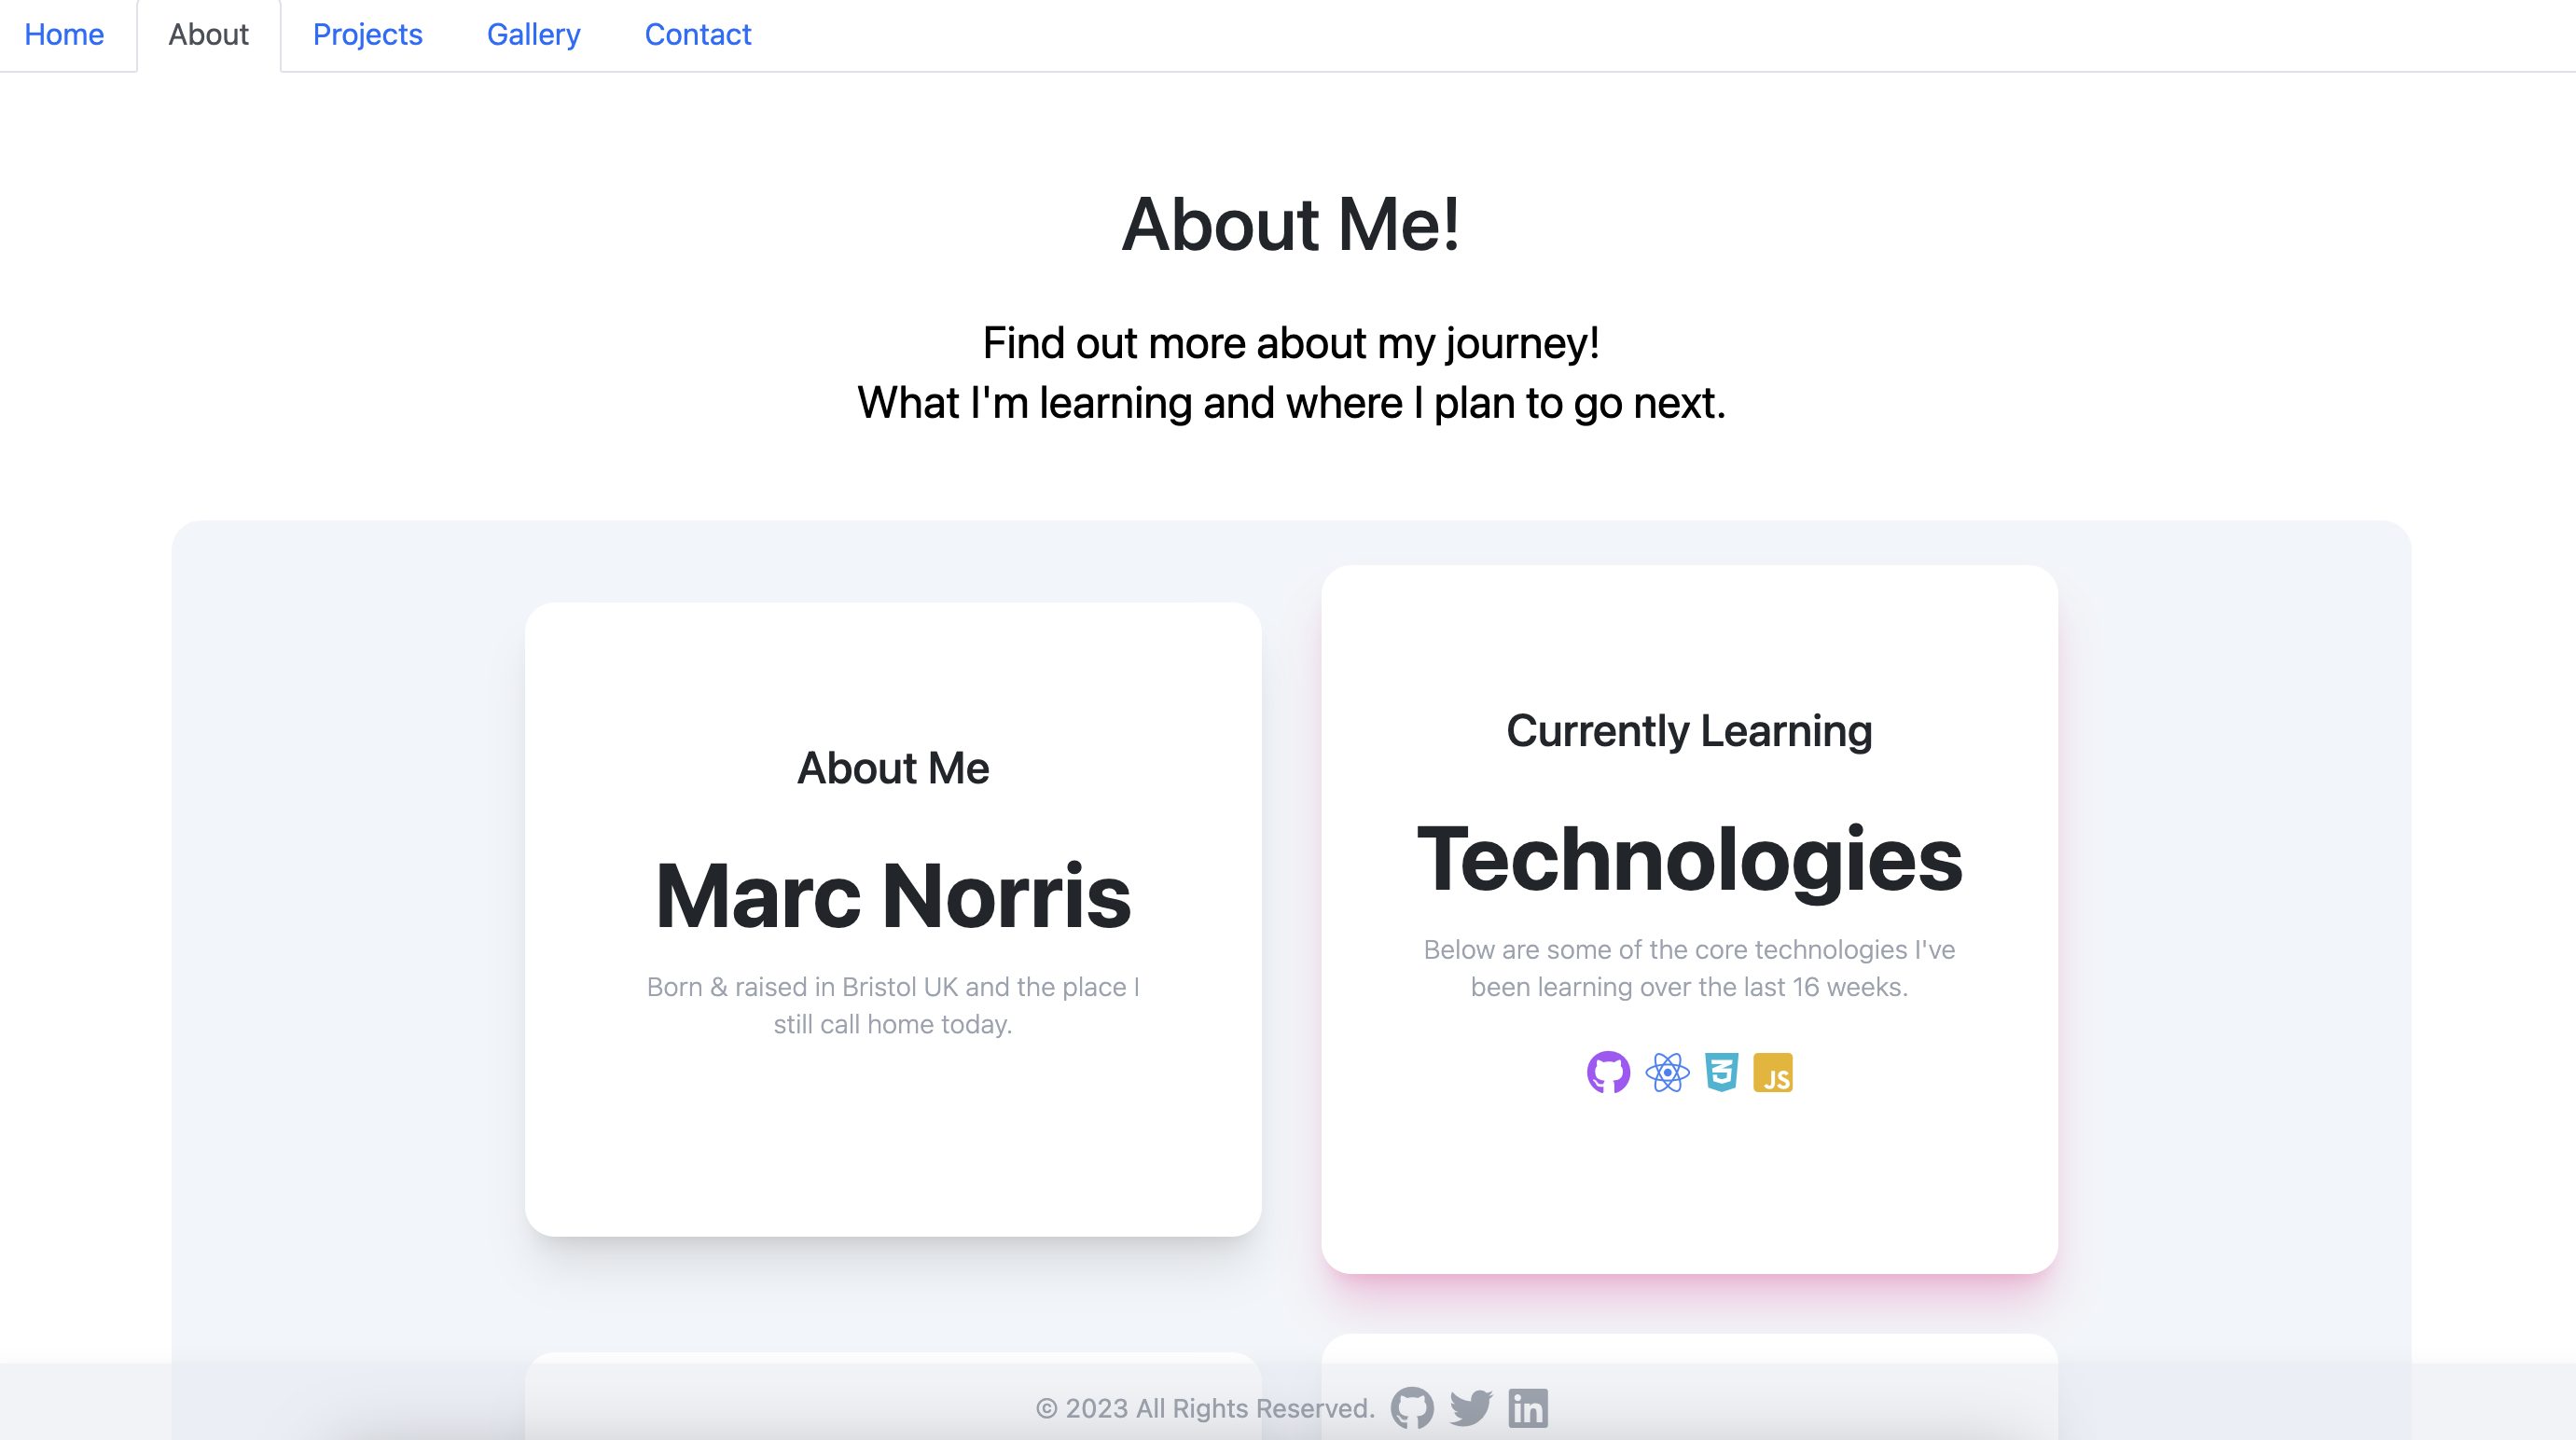 Home About Projects Gallery Contact
About Me!
Find out more about my journey!
What I'm learning and where I plan to go next.
About Me
Marc Norris
Born & raised in Bristol UK and the place I
still call home today.
Currently Learning
Technologies
Below are some of the core technologies I've
been learning over the last 16 weeks.
3 JS
© 2023 All Rights Reserved. in